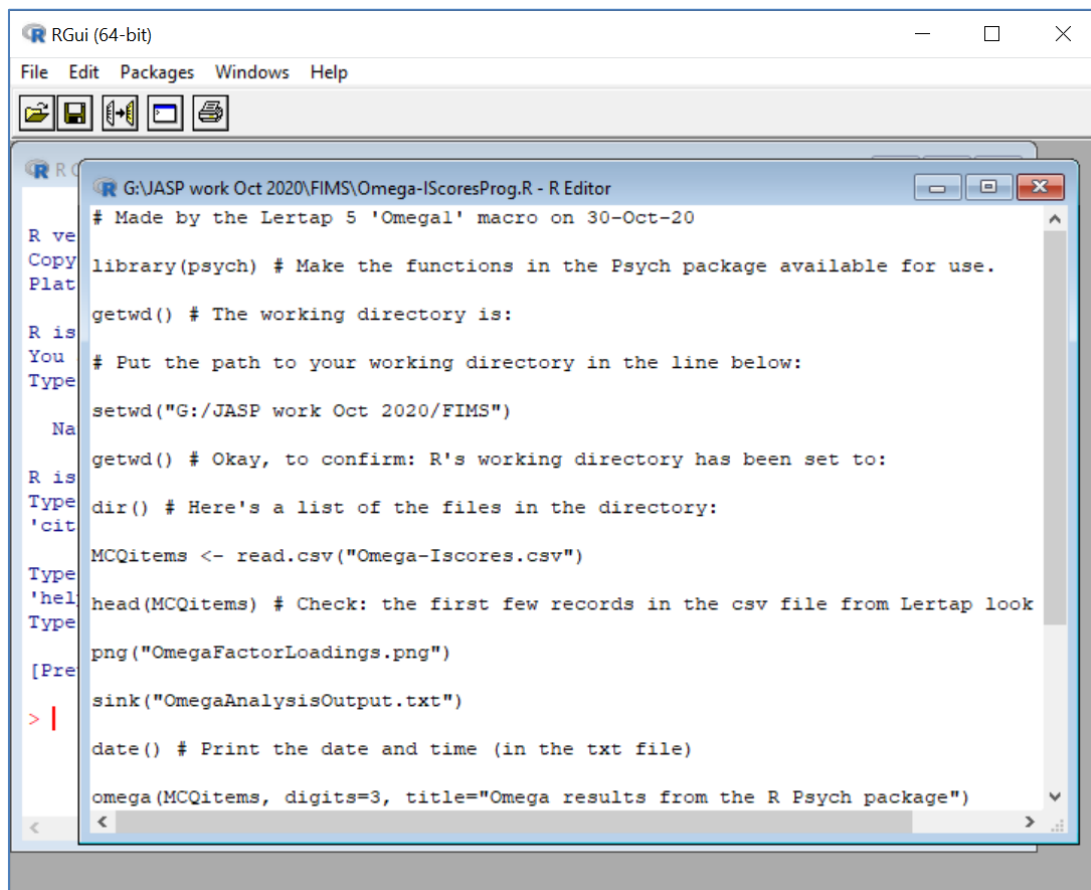 RGui (64-bit)
File Edit Packages Windows Help
R
G:\JASP work Oct 2020\FIMS\Omega-IScoresProg.R - R Editor
# Made by the Lertap 5 'Omega1' macro on 30-Oct-20
library(psych) # Make the functions in the Psych package available for use.
getwd() # The working directory is:
# Put the path to your working directory in the line below:
setwd("G:/JASP work Oct 2020/FIMS")
getwd() # Okay, to confirm: R's working directory has been set to:
dir() # Here's a list of the files in the directory:
MCQitems <- read.csv("Omega-Iscores.csv")
head(MCQitems) # Check: the first few records in the csv file from Lertap look
png("OmegaFactorLoadings.png")
sink("OmegaAnalysisOutput.txt")
date() # Print the date and time (in the txt file)
omega(MCQitems, digits=3, title="Omega results from the R Psych package")
R ve
Copy
Plat
R is
You
Type
Na
R is
Type
'cit
Type
'hel
Type
[Pre
>